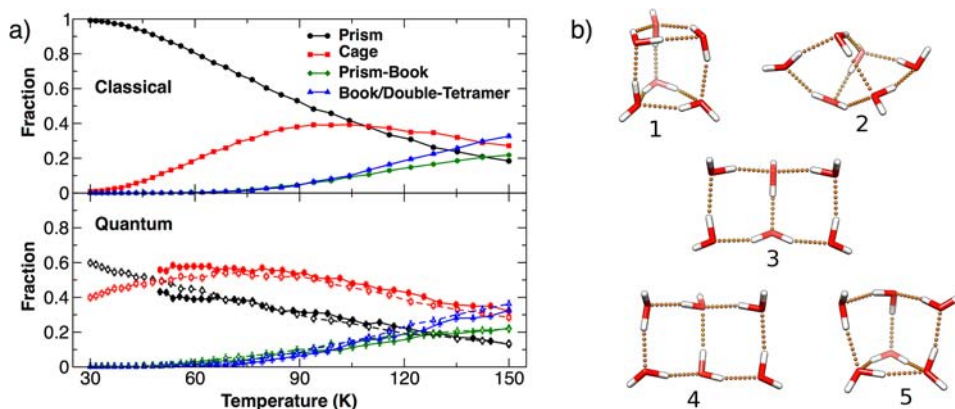 a)
b)
Classical
Prism
Cage
Prism-Book
Book/Double-Tetramer
Fraction
1
0.8
0.6
0.4
0.2
0
Quantum
Fraction
0.8
0.6
0.4
0.2
0
30 60 90 120 150
Temperature (K)
1
2
3
4
5